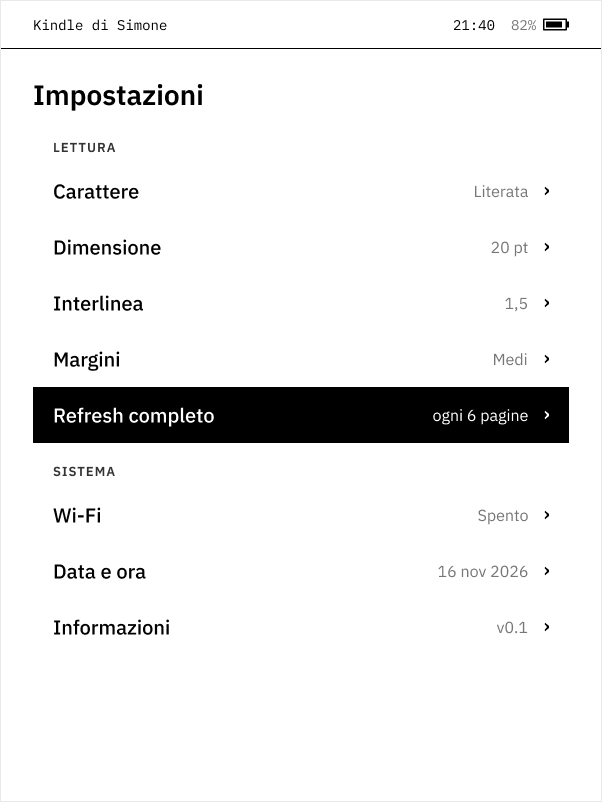 Kindle di Simone 21:40 82%
Impostazioni
LETTURA
Carattere Literata ›
Dimensione 20 pt ›
Interlinea 1,5 ›
Margini Medi ›
Refresh completo ogni 6 pagine ›
SISTEMA
Wi-Fi Spento ›
Data e ora 16 nov 2026 ›
Informazioni v0.1 ›